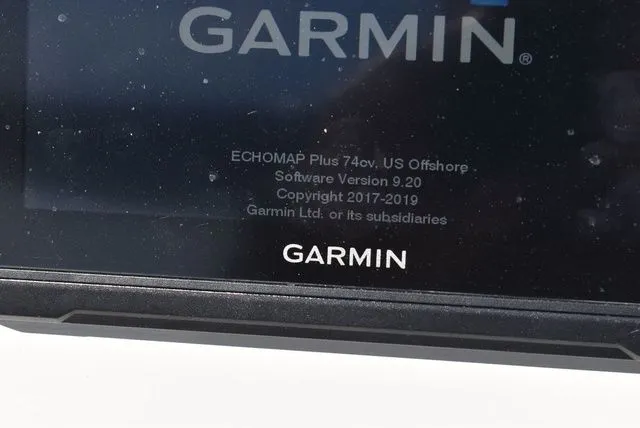 GARMIN®
ECHOMAP Plus 74cv, US Offshore
Software Version 9.20
Copyright 2017-2019
Garmin Ltd. or its subsidiaries
GARMIN